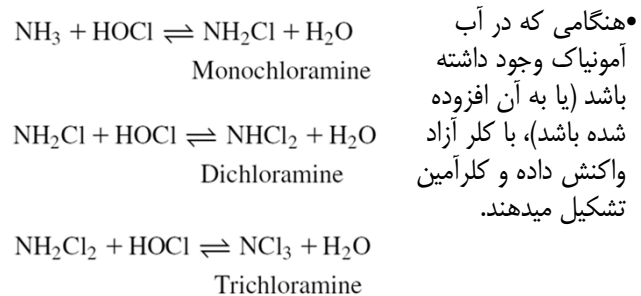 •هنگامی که در آب
آمونیاک وجود داشته
باشد (یا به آن افزوده
شده باشد)، با کلر آزاد
واکنش داده و کلرآمین
تشکیل میدهند.
NH₃ + HOCl ⇌ NH₂Cl + H₂O
Monochloramine
NH₂Cl + HOCl ⇌ NHCl₂ + H₂O
Dichloramine
NH₂Cl₂ + HOCl ⇌ NCl₃ + H₂O
Trichloramine